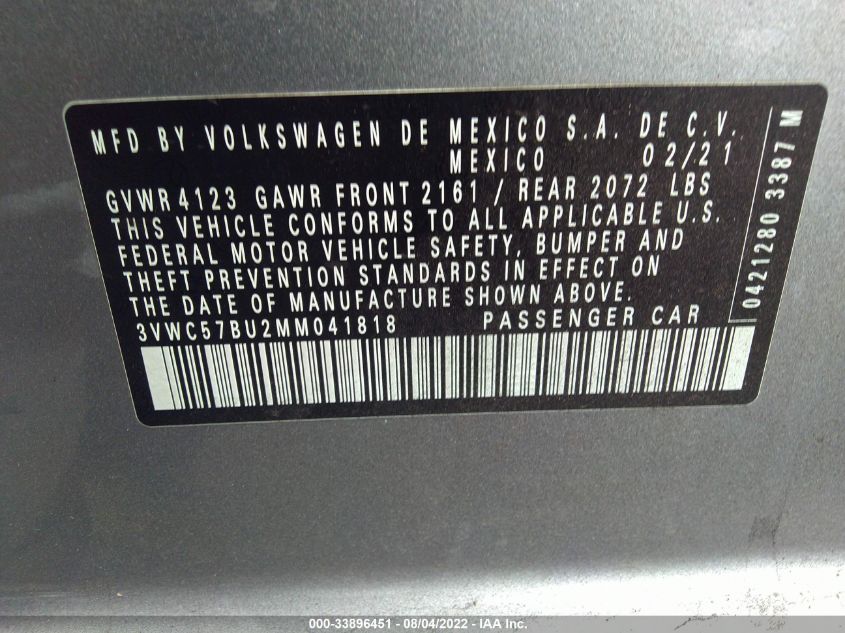 MFD BY VOLKSWAGEN DE MEXICO S.A. DE C.V.
MEXICO 02/21
GVWR 4123 GAWR FRONT 2161 / REAR 2072 LBS
THIS VEHICLE CONFORMS TO ALL APPLICABLE U.S.
FEDERAL MOTOR VEHICLE SAFETY, BUMPER AND
THEFT PREVENTION STANDARDS IN EFFECT ON
THE DATE OF MANUFACTURE SHOWN ABOVE.
3VWC57BU2MM041818 PASSENGER CAR
0421280 3387 M
000-33896451 - 08/04/2022 - IAA Inc.